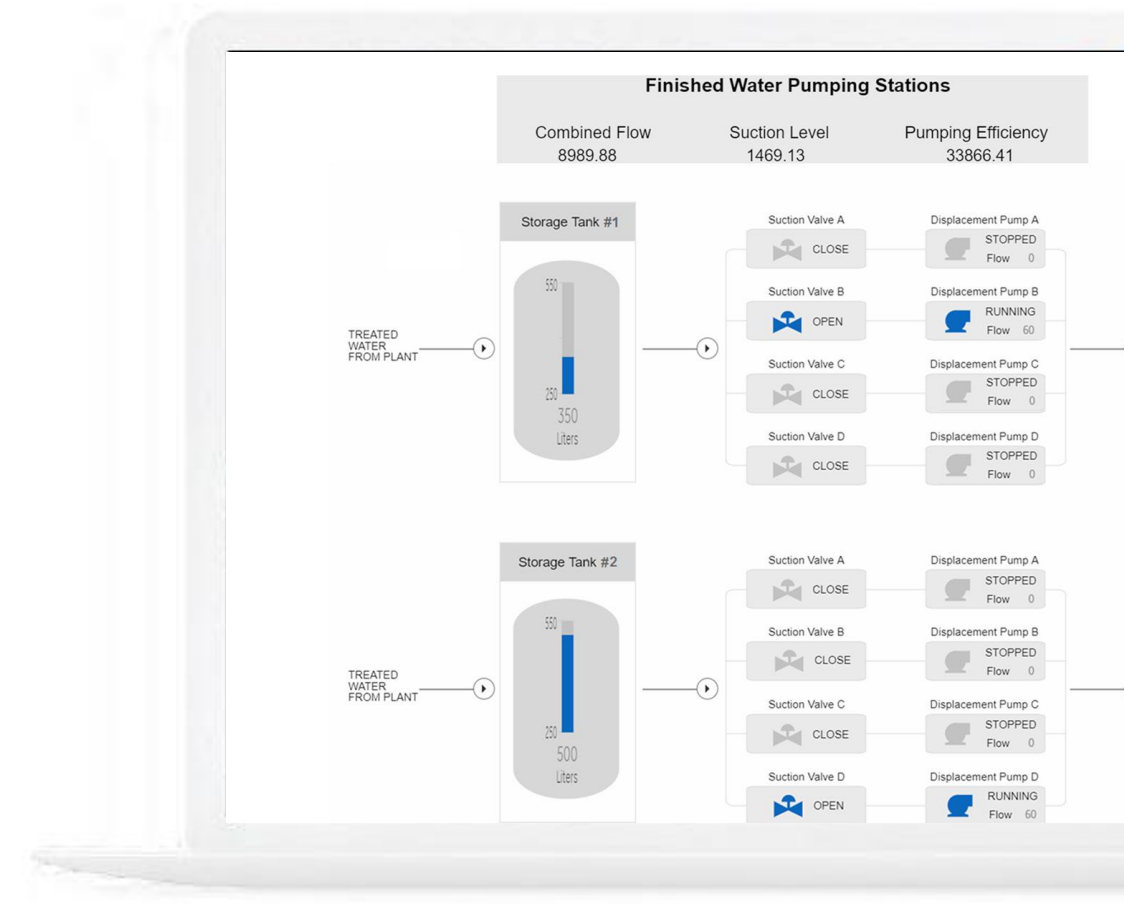 Finished Water Pumping Stations
Combined Flow Suction Level Pumping Efficiency
8989.88 1469.13 33866.41
Storage Tank #1
550
250
350
Liters
TREATED
WATER
FROM PLANT
Suction Valve A
CLOSE
Displacement Pump A
STOPPED
Flow 0
Suction Valve B
OPEN
Displacement Pump B
RUNNING
Flow 60
Suction Valve C
CLOSE
Displacement Pump C
STOPPED
Flow 0
Suction Valve D
CLOSE
Displacement Pump D
STOPPED
Flow 0
Storage Tank #2
550
250
500
Liters
TREATED
WATER
FROM PLANT
Suction Valve A
CLOSE
Displacement Pump A
STOPPED
Flow 0
Suction Valve B
CLOSE
Displacement Pump B
STOPPED
Flow 0
Suction Valve C
CLOSE
Displacement Pump C
STOPPED
Flow 0
Suction Valve D
OPEN
Displacement Pump D
RUNNING
Flow 60